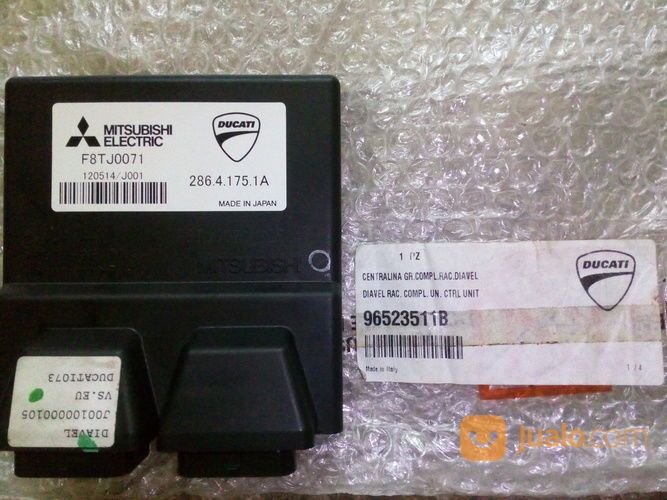 MITSUBISHI
ELECTRIC
DUCATI
F8TJ0071
120514/J001
286.4.175.1A
MADE IN JAPAN
MITSUBISHI
DIAVEL
J00100000105
VS.EU
DUCATI073
1 PZ
DUCATI
CENTRALINA GR.COMPL.RAC.DIAVEL
DIAVEL RAC. COMPL. UN. CTRL UNIT
96523511B
Made in Italy
1 / 4
jualo.com